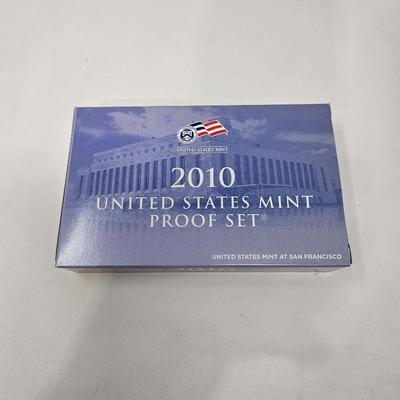 UNITED STATES MINT
2010
UNITED STATES MINT
PROOF SET®
UNITED STATES MINT AT SAN FRANCISCO